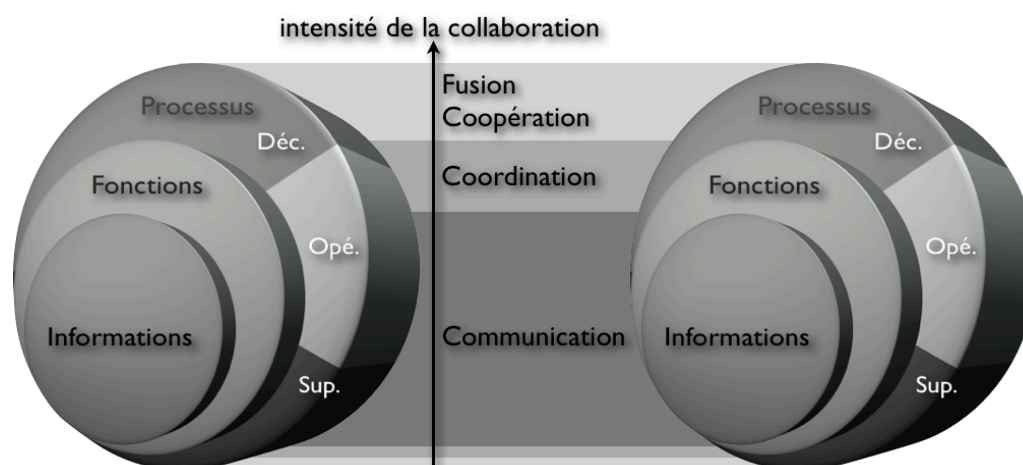 intensité de la collaboration
Processus
Déc.
Fonctions
Opé.
Informations
Sup.
Fusion
Coopération
Coordination
Communication
Processus
Déc.
Fonctions
Opé.
Informations
Sup.